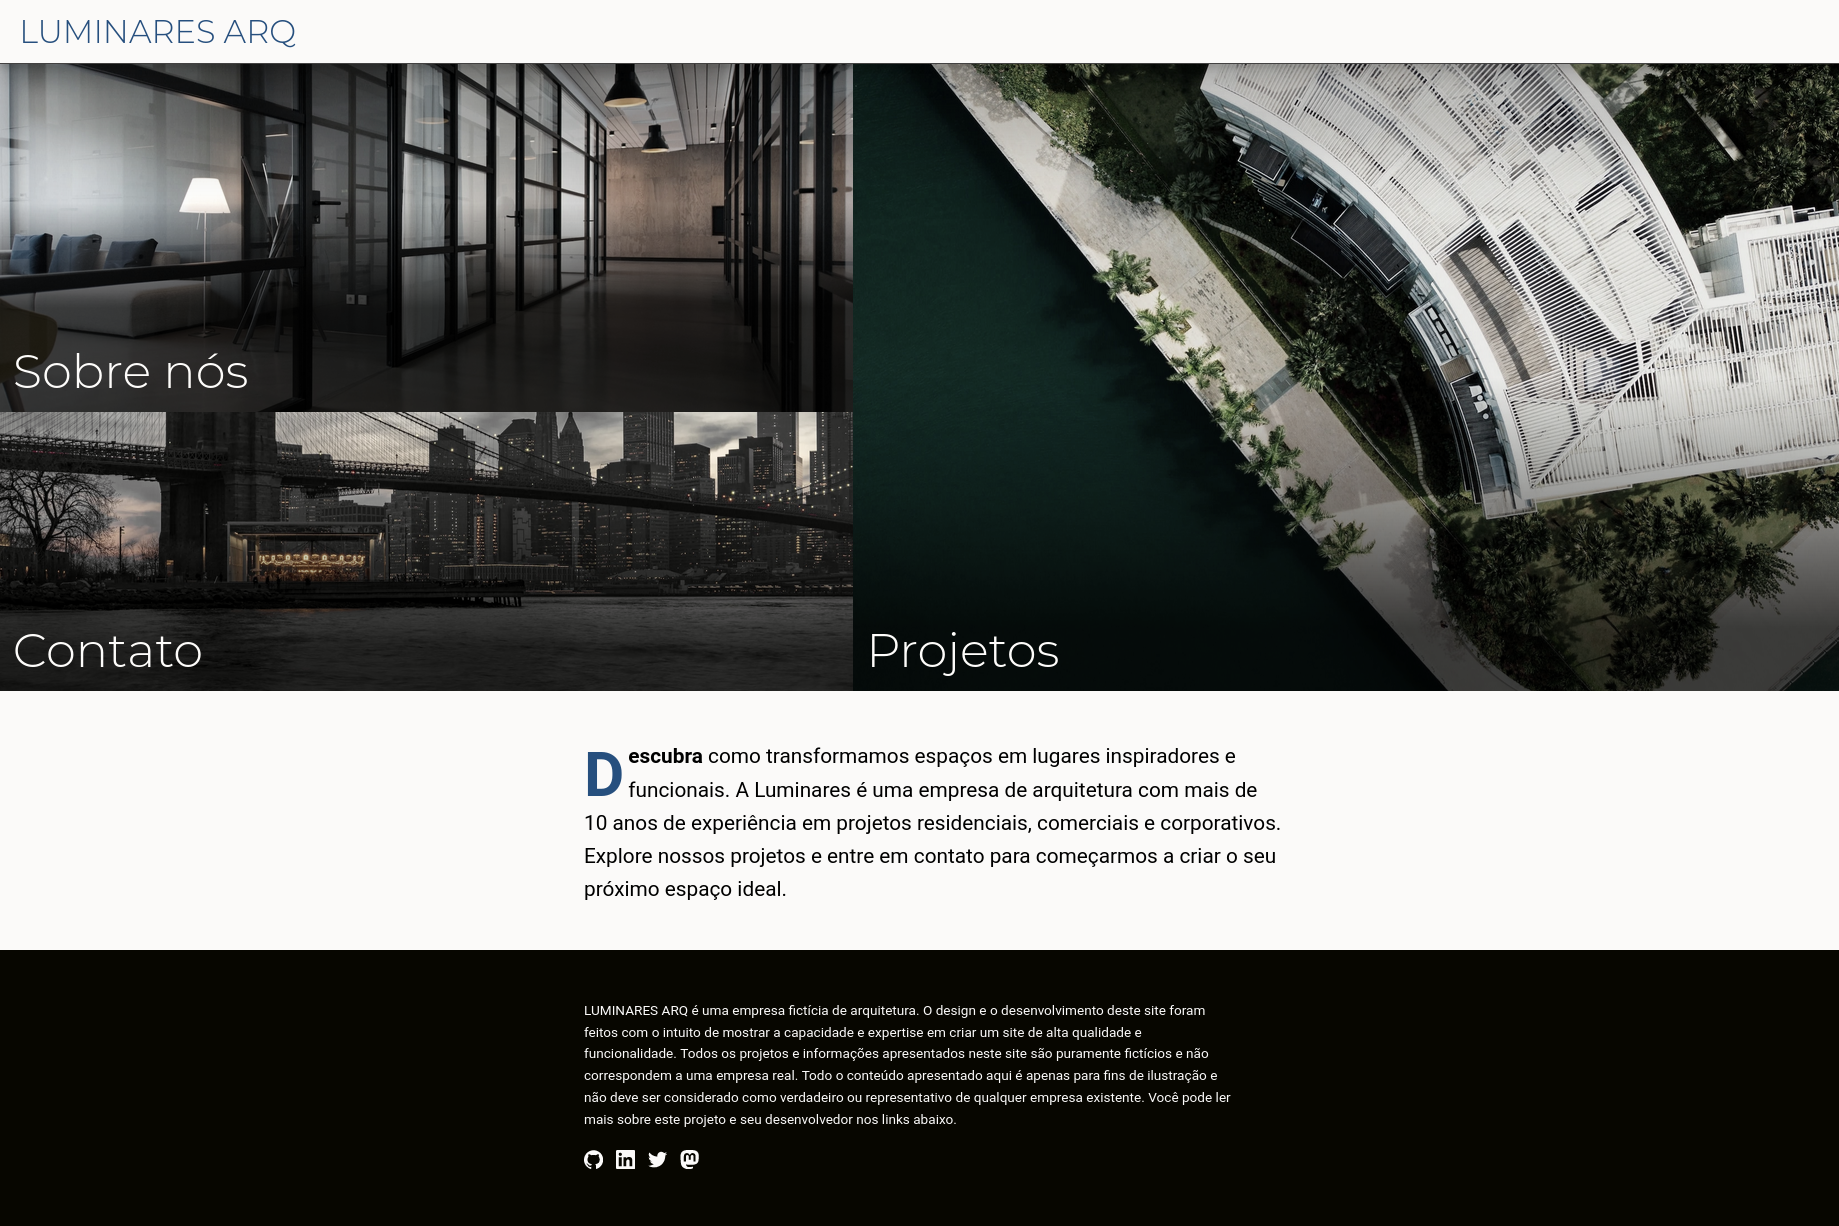 LUMINARES ARQ
Sobre nós
Contato
Projetos
Descubra como transformamos espaços em lugares inspiradores e
funcionais. A Luminares é uma empresa de arquitetura com mais de
10 anos de experiência em projetos residenciais, comerciais e corporativos.
Explore nossos projetos e entre em contato para começarmos a criar o seu
próximo espaço ideal.
LUMINARES ARQ é uma empresa fictícia de arquitetura. O design e o desenvolvimento deste site foram
feitos com o intuito de mostrar a capacidade e expertise em criar um site de alta qualidade e
funcionalidade. Todos os projetos e informações apresentados neste site são puramente fictícios e não
correspondem a uma empresa real. Todo o conteúdo apresentado aqui é apenas para fins de ilustração e
não deve ser considerado como verdadeiro ou representativo de qualquer empresa existente. Você pode ler
mais sobre este projeto e seu desenvolvedor nos links abaixo.